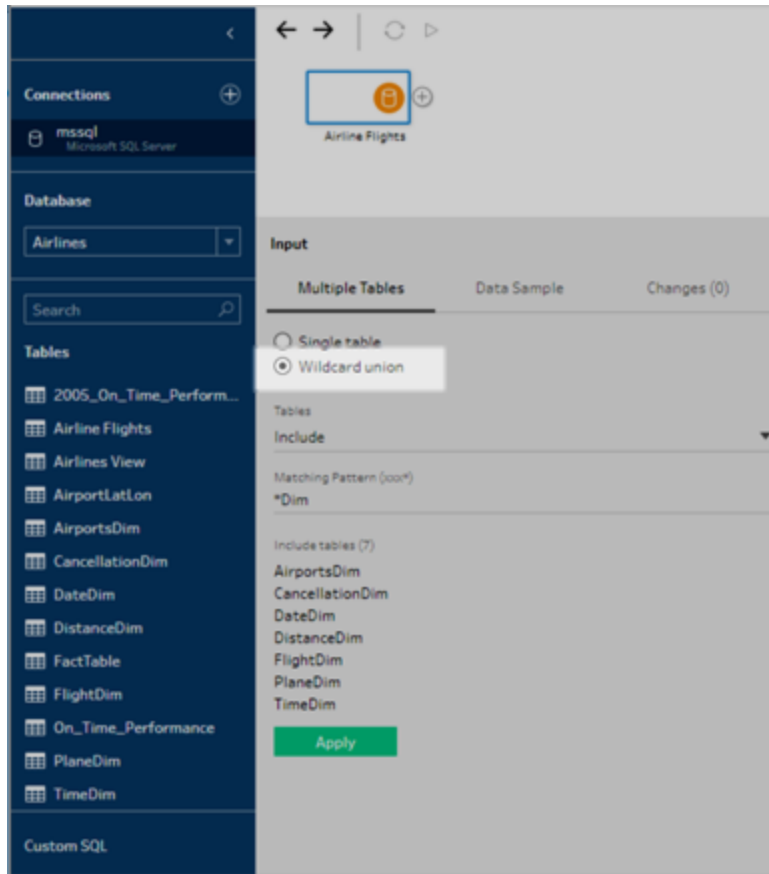 Connections
mssql
Microsoft SQL Server
Database
Airlines
Search
Tables
2005_On_Time_Perform...
Airline Flights
Airlines View
AirportLatLon
AirportsDim
CancellationDim
DateDim
DistanceDim
FactTable
FlightDim
On_Time_Performance
PlaneDim
TimeDim
Custom SQL
Airline Flights
Input
Multiple Tables Data Sample Changes (0)
Single table
Wildcard union
Tables
Include
Matching Pattern (xxx*)
*Dim
Include tables (7)
AirportsDim
CancellationDim
DateDim
DistanceDim
FlightDim
PlaneDim
TimeDim
Apply